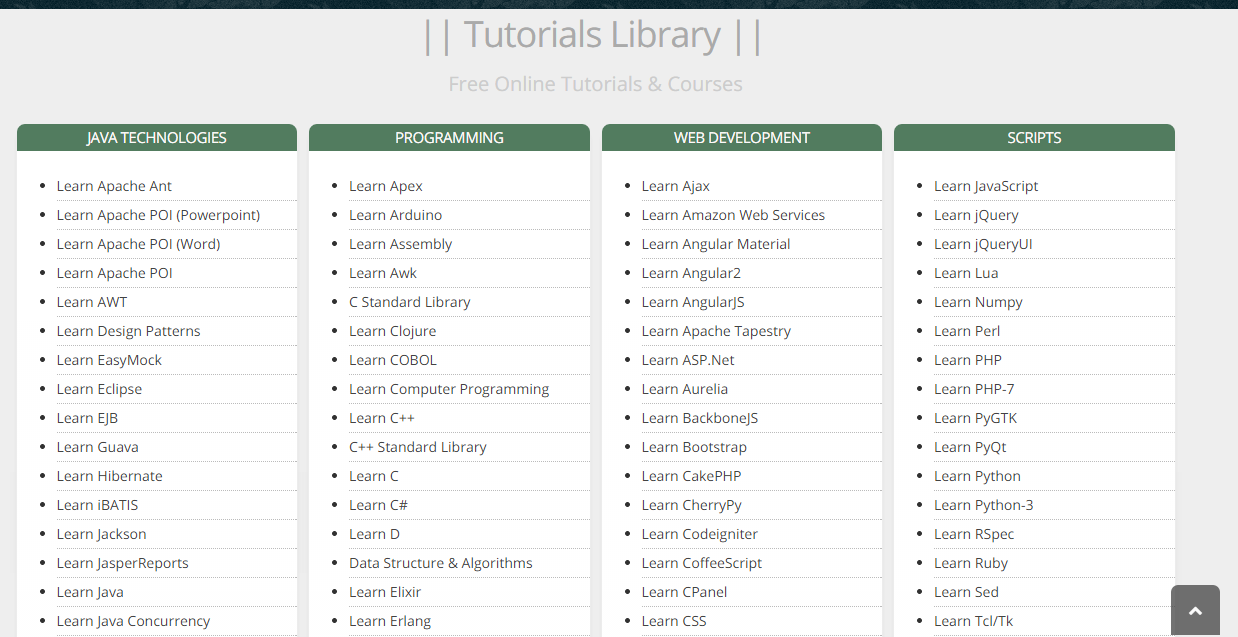 || Tutorials Library ||
Free Online Tutorials & Courses
JAVA TECHNOLOGIES
Learn Apache Ant
Learn Apache POI (Powerpoint)
Learn Apache POI (Word)
Learn Apache POI
Learn AWT
Learn Design Patterns
Learn EasyMock
Learn Eclipse
Learn EJB
Learn Guava
Learn Hibernate
Learn iBATIS
Learn Jackson
Learn JasperReports
Learn Java
Learn Java Concurrency
PROGRAMMING
Learn Apex
Learn Arduino
Learn Assembly
Learn Awk
C Standard Library
Learn Clojure
Learn COBOL
Learn Computer Programming
Learn C++
C++ Standard Library
Learn C
Learn C#
Learn D
Data Structure & Algorithms
Learn Elixir
Learn Erlang
WEB DEVELOPMENT
Learn Ajax
Learn Amazon Web Services
Learn Angular Material
Learn Angular2
Learn AngularJS
Learn Apache Tapestry
Learn ASP.Net
Learn Aurelia
Learn BackboneJS
Learn Bootstrap
Learn CakePHP
Learn CherryPy
Learn Codeigniter
Learn CoffeeScript
Learn CPanel
Learn CSS
SCRIPTS
Learn JavaScript
Learn jQuery
Learn jQueryUI
Learn Lua
Learn Numpy
Learn Perl
Learn PHP
Learn PHP-7
Learn PyGTK
Learn PyQt
Learn Python
Learn Python-3
Learn RSpec
Learn Ruby
Learn Sed
Learn Tcl/Tk